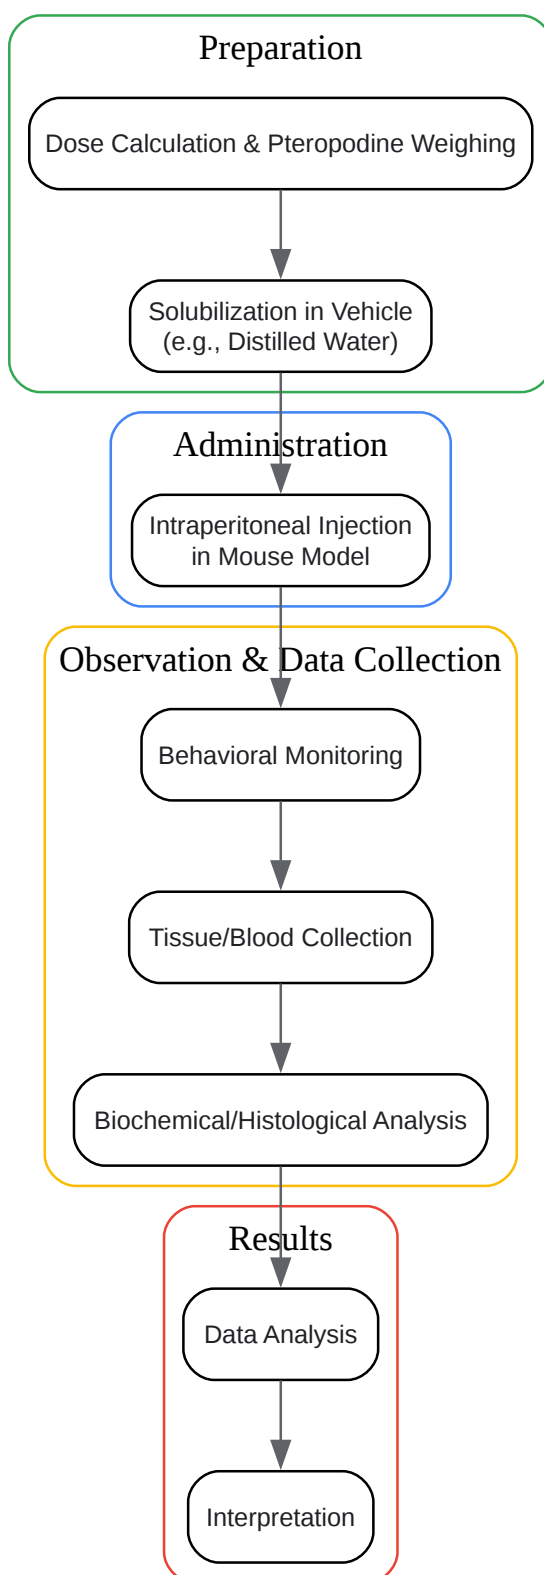 Preparation
Dose Calculation & Pteropodine Weighing
Solubilization in Vehicle
(e.g., Distilled Water)
Administration
Intraperitoneal Injection
in Mouse Model
Observation & Data Collection
Behavioral Monitoring
Tissue/Blood Collection
Biochemical/Histological Analysis
Results
Data Analysis
Interpretation